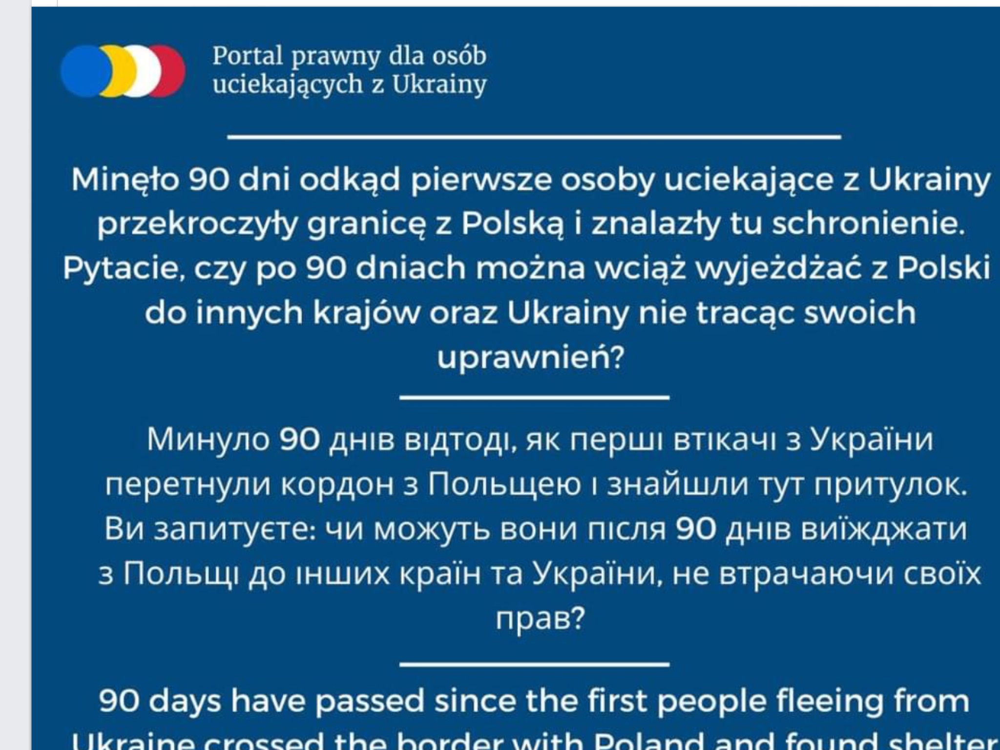 Portal prawny dla osób
uciekających z Ukrainy
Minęło 90 dni odkąd pierwsze osoby uciekające z Ukrainy
przekroczyły granicę z Polską i znalazły tu schronienie.
Pytacie, czy po 90 dniach można wciąż wyjeżdżać z Polski
do innych krajów oraz Ukrainy nie tracąc swoich
uprawnień?
Минуло 90 днів відтоді, як перші втікачі з України
перетнули кордон з Польщею і знайшли тут притулок.
Ви запитуєте: чи можуть вони після 90 днів виїжджати
з Польщі до інших країн та України, не втрачаючи своїх
прав?
90 days have passed since the first people fleeing from
Ukraine crossed the border with Poland and found shelter